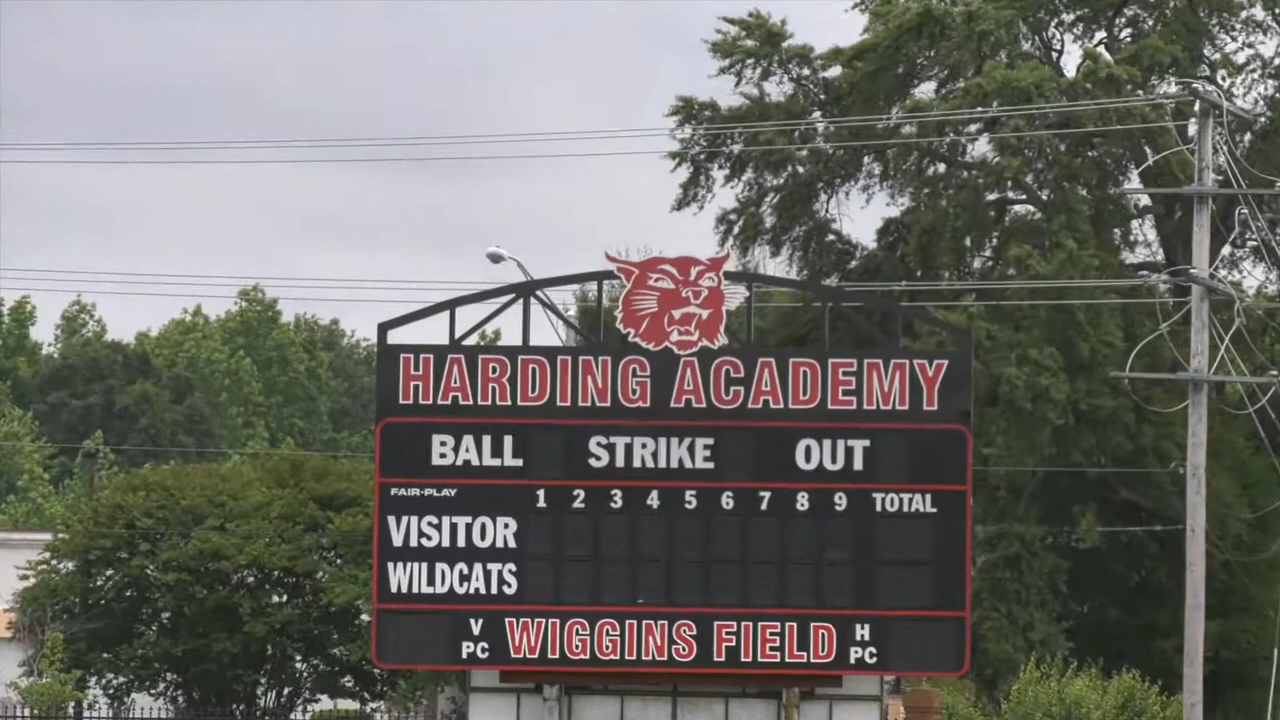 HARDING ACADEMY
BALL STRIKE OUT
FAIR-PLAY 1 2 3 4 5 6 7 8 9 TOTAL
VISITOR
WILDCATS
V PC WIGGINS FIELD H PC